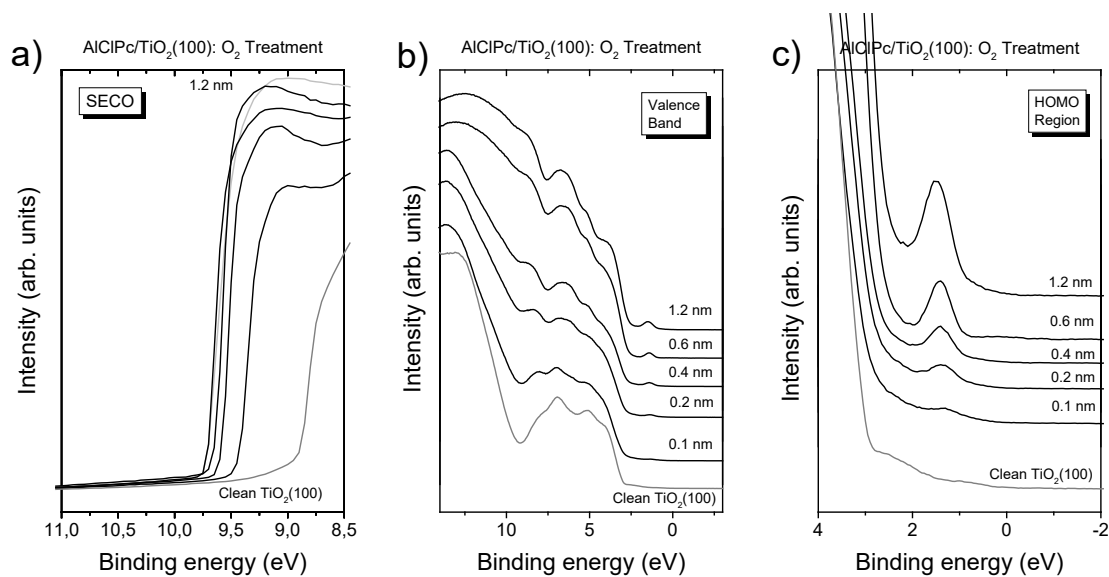 a)
AlClPc/TiO₂(100): O₂ Treatment
1.2 nm
SECO
Intensity (arb. units)
Clean TiO₂(100)
11,0 10,5 10,0 9,5 9,0 8,5
Binding energy (eV)
b)
AlClPc/TiO₂(100): O₂ Treatment
Valence
Band
Intensity (arb. units)
1.2 nm
0.6 nm
0.4 nm
0.2 nm
0.1 nm
Clean TiO₂(100)
10 5 0
Binding energy (eV)
c)
AlClPc/TiO₂(100): O₂ Treatment
HOMO
Region
Intensity (arb. units)
1.2 nm
0.6 nm
0.4 nm
0.2 nm
0.1 nm
Clean TiO₂(100)
4 2 0 -2
Binding energy (eV)